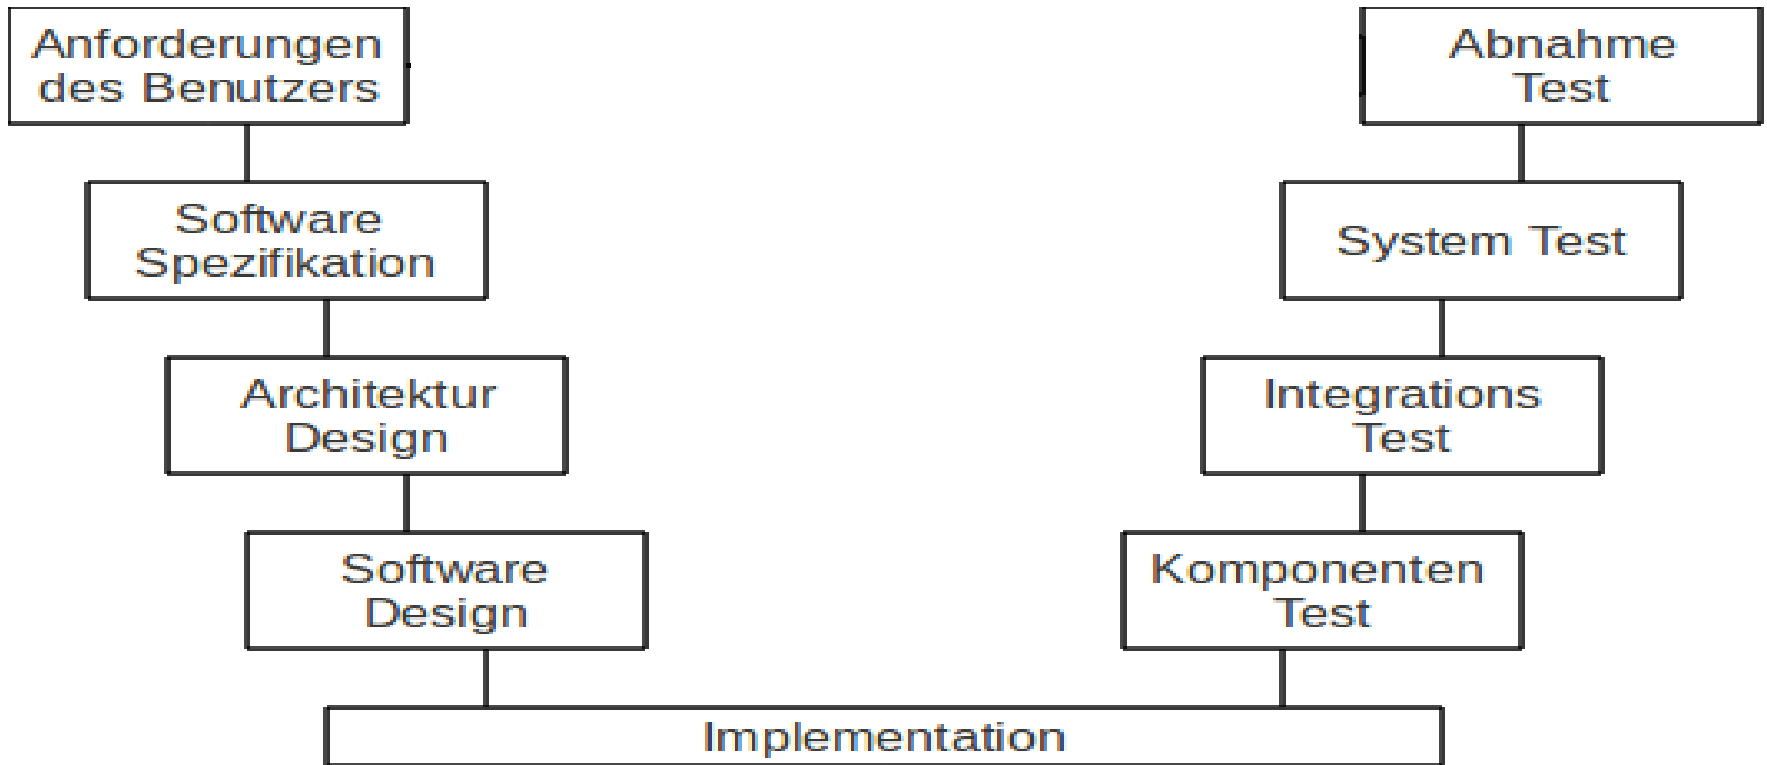 Anforderungen
des Benutzers
Abnahme
Test
Software
Spezifikation
System Test
Architektur
Design
Integrations
Test
Software
Design
Komponenten
Test
Implementation